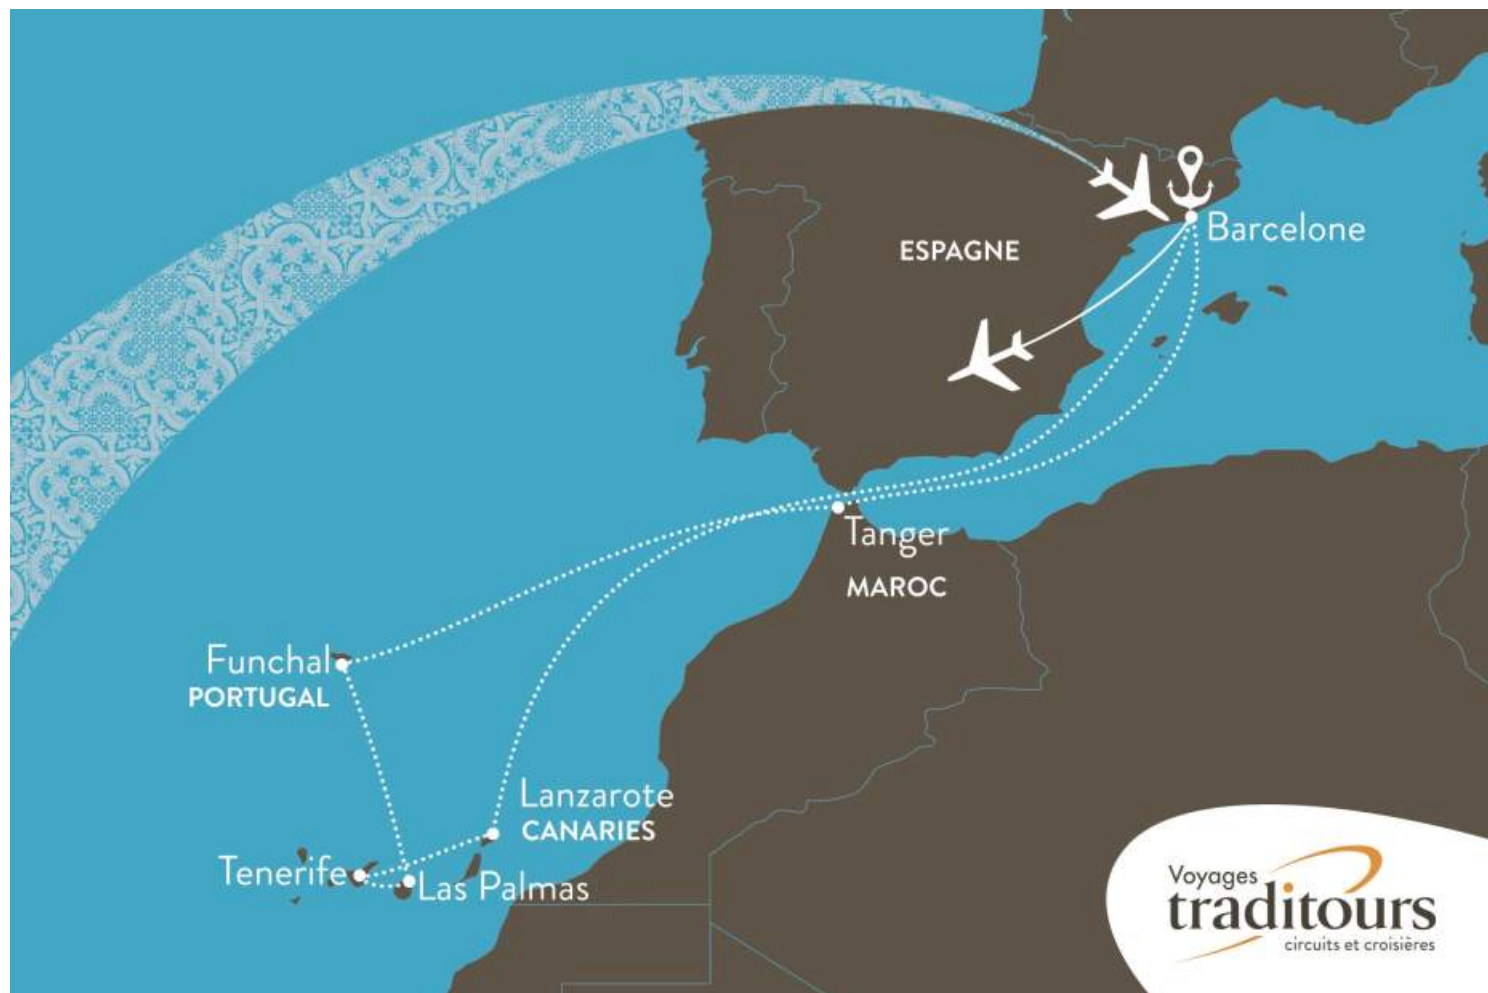 Barcelone
ESPAGNE
Tanger
MAROC
Funchal
PORTUGAL
Lanzarote
CANARIES
Tenerife
Las Palmas
Voyages
traditours
circuits et croisières